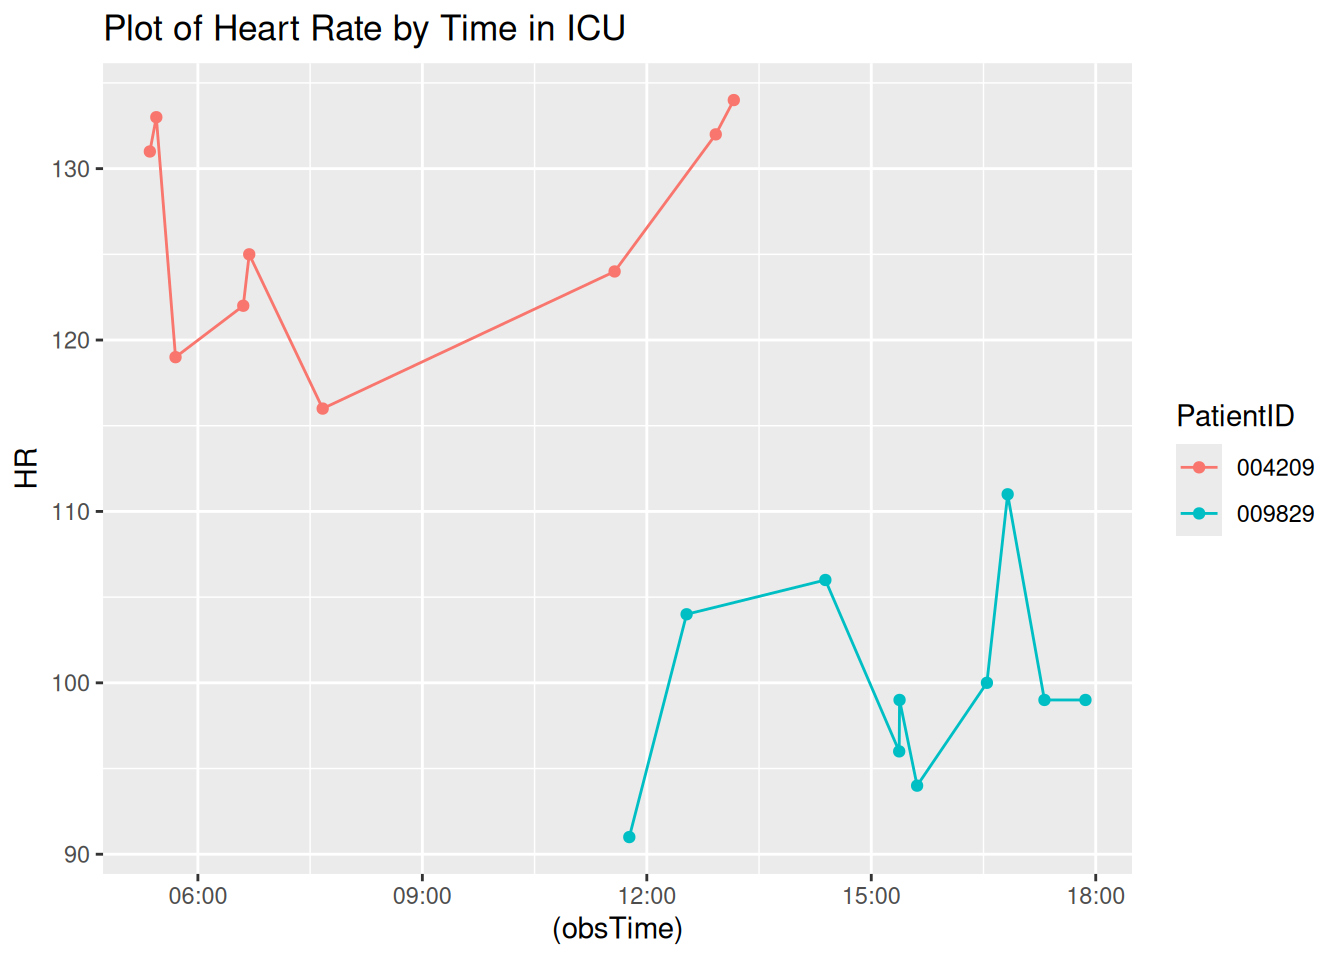 Plot of Heart Rate by Time in ICU
130
120
110
100
90
HR
06:00 09:00 12:00 15:00 18:00
(obsTime)
PatientID
004209
009829